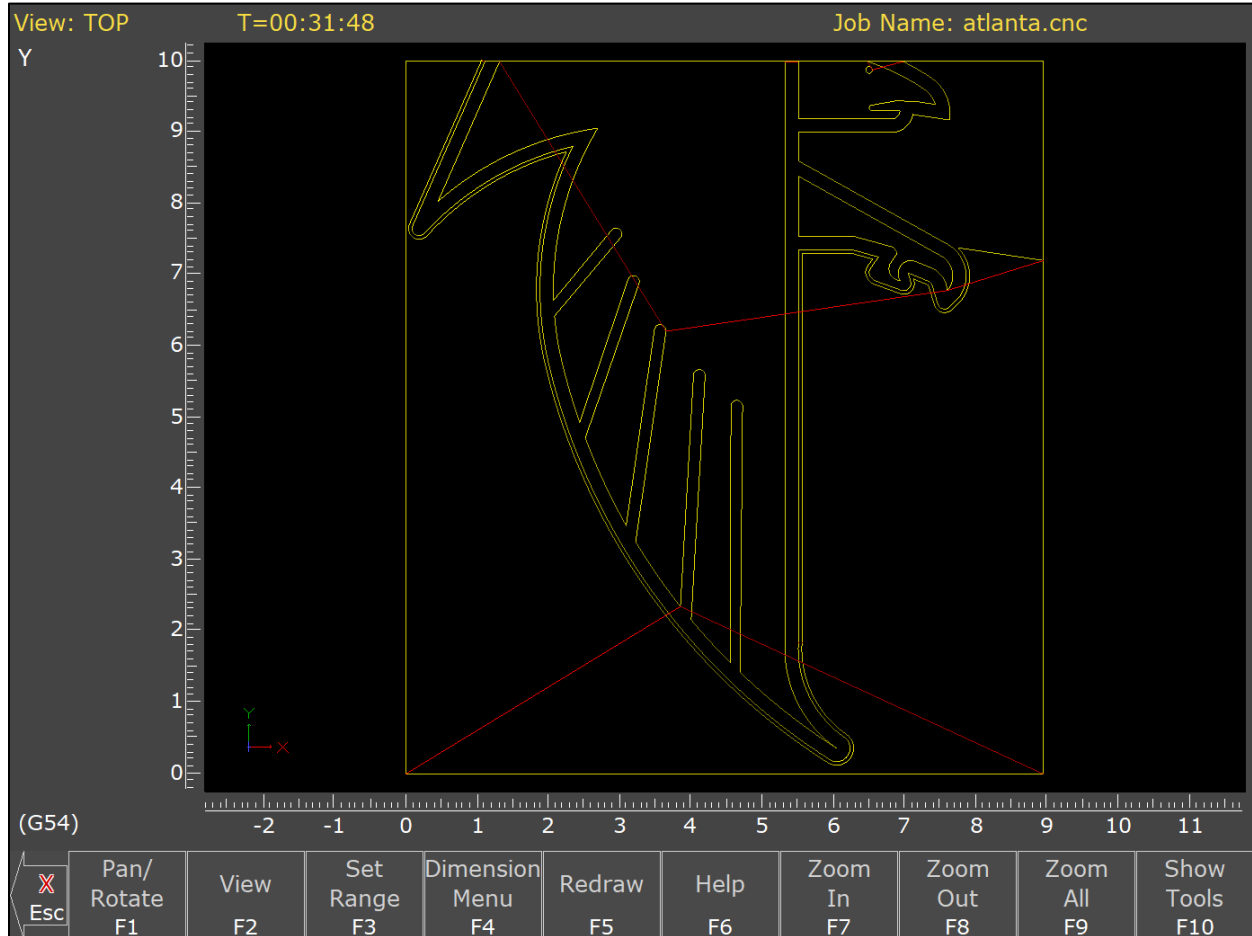 View: TOP T=00:31:48 Job Name: atlanta.cnc
Y
10
9
8
7
6
5
4
3
2
1
0
Y
X
(G54) -2 -1 0 1 2 3 4 5 6 7 8 9 10 11
X Esc
Pan/ Rotate F1
View F2
Set Range F3
Dimension Menu F4
Redraw F5
Help F6
Zoom In F7
Zoom Out F8
Zoom All F9
Show Tools F10